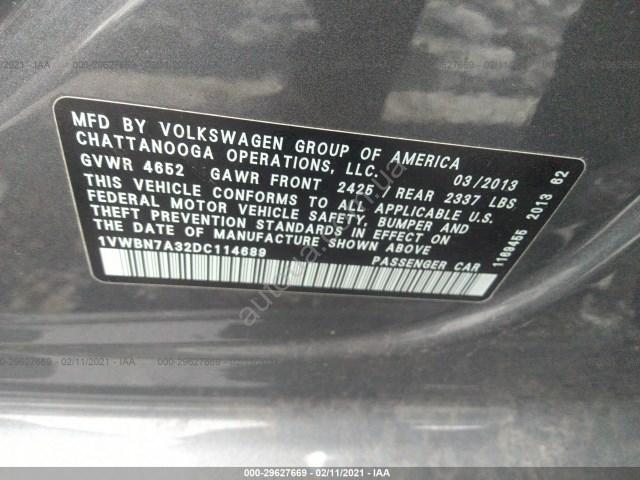 MFD BY VOLKSWAGEN GROUP OF AMERICA
CHATTANOOGA OPERATIONS, LLC. 03/2013
GVWR 4652 GAWR FRONT 2425 / REAR 2337 LBS
THIS VEHICLE CONFORMS TO ALL APPLICABLE U.S.
FEDERAL MOTOR VEHICLE SAFETY, BUMPER AND
THEFT PREVENTION STANDARDS IN EFFECT ON
THE DATE OF MANUFACTURE SHOWN ABOVE
1VWBN7A32DC114689
PASSENGER CAR
1169455 2013 62
000-29627669 - 02/11/2021 - IAA